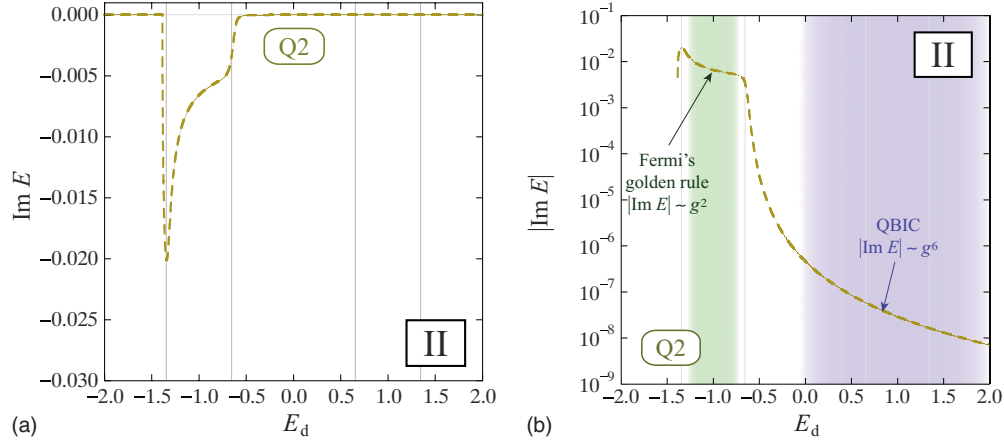 0.000
−0.005
−0.010
−0.015
−0.020
−0.025
−0.030
Im E
Q2
II
−2.0 −1.5 −1.0 −0.5 0.0 0.5 1.0 1.5 2.0
E_d
(a)
10⁻¹
10⁻²
10⁻³
10⁻⁴
10⁻⁵
10⁻⁶
10⁻⁷
10⁻⁸
10⁻⁹
|Im E|
II
Fermi's
golden rule
|Im E| ~ g²
QBIC
|Im E| ~ g⁶
Q2
−2.0 −1.5 −1.0 −0.5 0.0 0.5 1.0 1.5 2.0
E_d
(b)